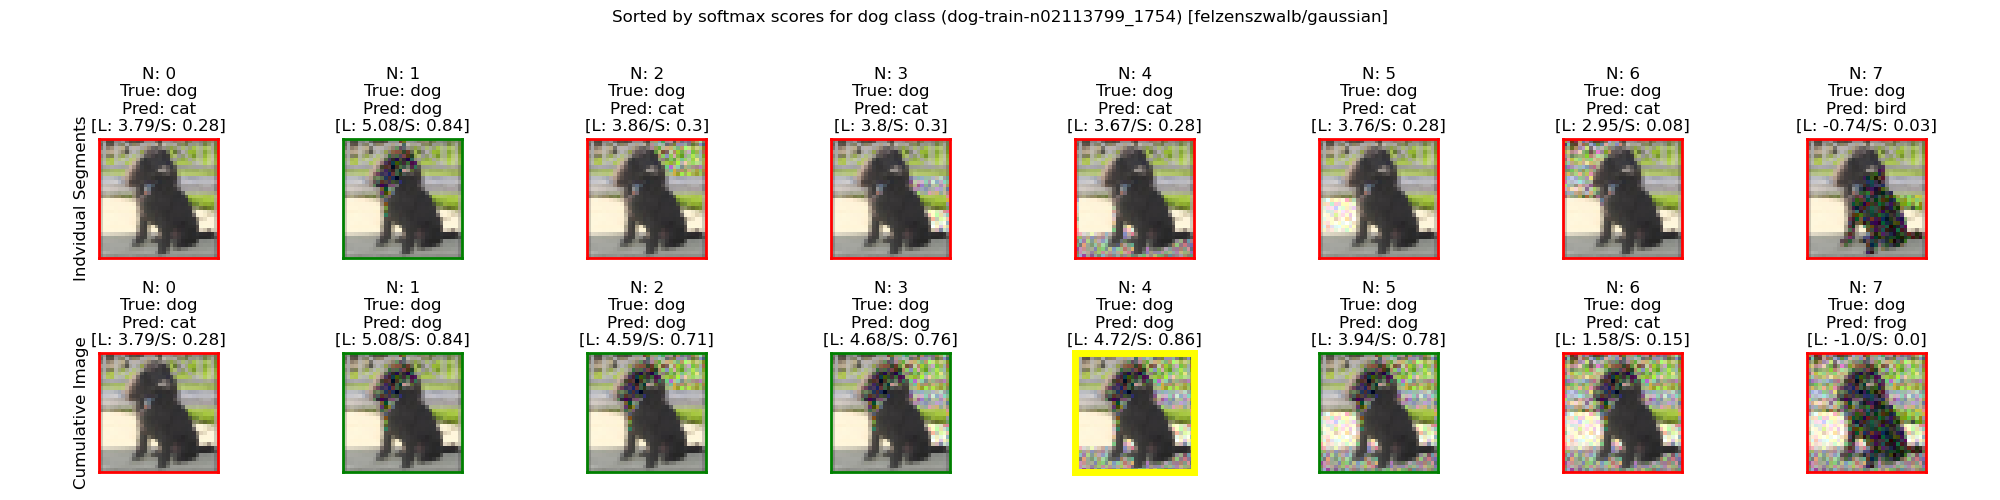 Sorted by softmax scores for dog class (dog-train-n02113799_1754) [felzenszwalb/gaussian]
Individual Segments
N: 0
True: dog
Pred: cat
[L: 3.79/S: 0.28]
N: 1
True: dog
Pred: dog
[L: 5.08/S: 0.84]
N: 2
True: dog
Pred: cat
[L: 3.86/S: 0.3]
N: 3
True: dog
Pred: cat
[L: 3.8/S: 0.3]
N: 4
True: dog
Pred: cat
[L: 3.67/S: 0.28]
N: 5
True: dog
Pred: cat
[L: 3.76/S: 0.28]
N: 6
True: dog
Pred: cat
[L: 2.95/S: 0.08]
N: 7
True: dog
Pred: bird
[L: -0.74/S: 0.03]
Cumulative Image
N: 0
True: dog
Pred: cat
[L: 3.79/S: 0.28]
N: 1
True: dog
Pred: dog
[L: 5.08/S: 0.84]
N: 2
True: dog
Pred: dog
[L: 4.59/S: 0.71]
N: 3
True: dog
Pred: dog
[L: 4.68/S: 0.76]
N: 4
True: dog
Pred: dog
[L: 4.72/S: 0.86]
N: 5
True: dog
Pred: dog
[L: 3.94/S: 0.78]
N: 6
True: dog
Pred: cat
[L: 1.58/S: 0.15]
N: 7
True: dog
Pred: frog
[L: -1.0/S: 0.0]